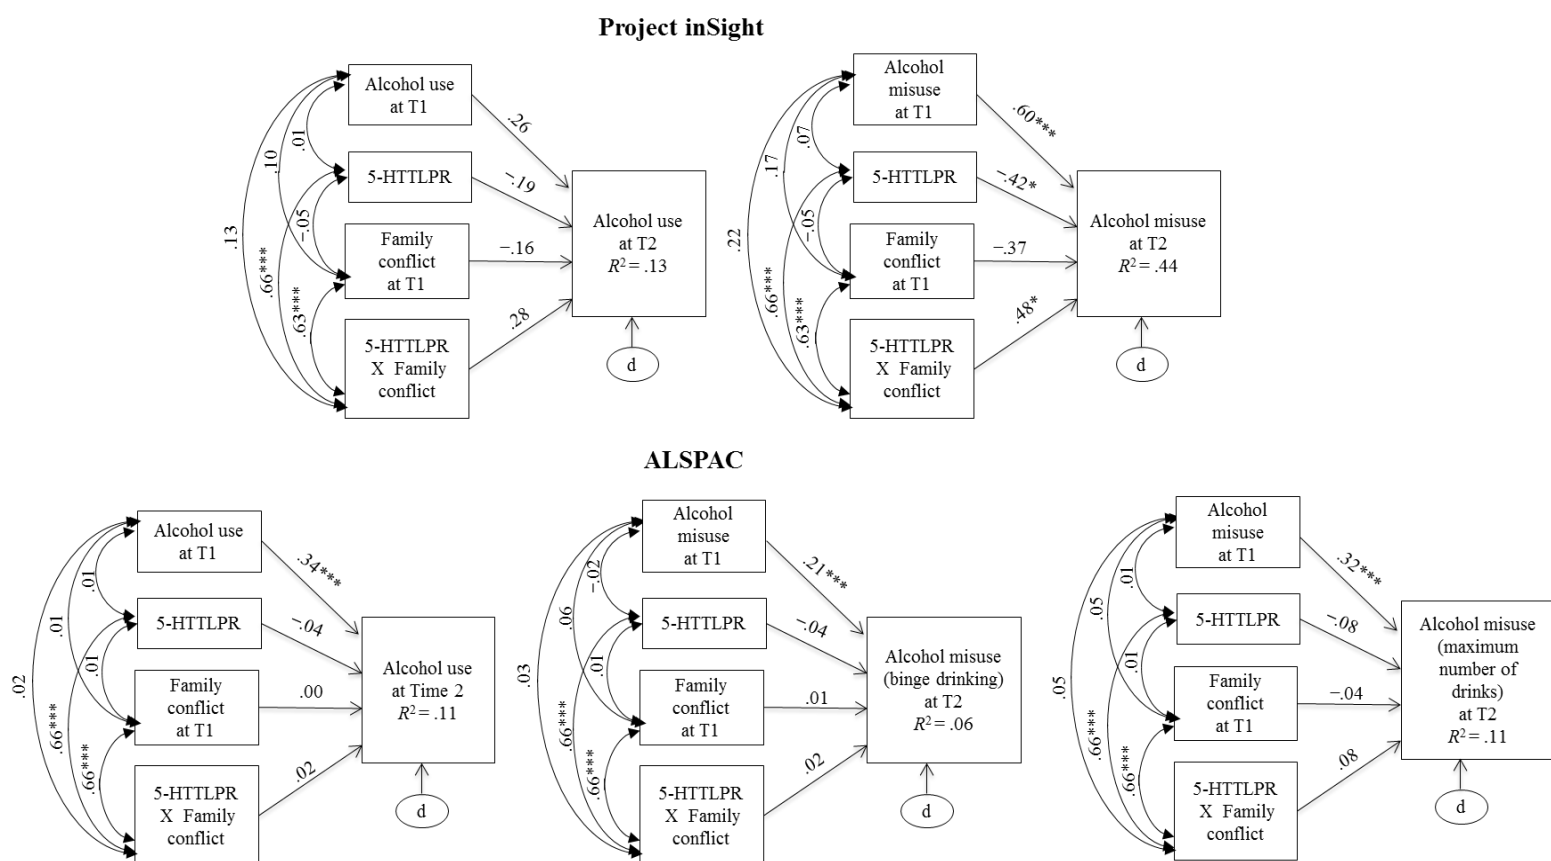 Project inSight
Alcohol use
at T1
5-HTTLPR
Family
conflict
at T1
5-HTTLPR
X Family
conflict
.01
.10
−.05
.13
.66***
.63***
.26
−.19
−.16
.28
Alcohol use
at T2
R² = .13
d
Alcohol
misuse
at T1
5-HTTLPR
Family
conflict
at T1
5-HTTLPR
X Family
conflict
.07
.17
−.05
.22
.66***
.63***
.60***
−.42*
−.37
.48*
Alcohol misuse
at T2
R² = .44
d
ALSPAC
Alcohol use
at T1
5-HTTLPR
Family
conflict
at T1
5-HTTLPR
X Family
conflict
.01
.01
.01
.02
.66***
.66***
.34***
−.04
.00
.02
Alcohol use
at Time 2
R² = .11
d
Alcohol
misuse
at T1
5-HTTLPR
Family
conflict
at T1
5-HTTLPR
X Family
conflict
−.02
.06
.01
.03
.66***
.66***
.21***
−.04
.01
.02
Alcohol misuse
(binge drinking)
at T2
R² = .06
d
Alcohol
misuse
at T1
5-HTTLPR
Family
conflict
at T1
5-HTTLPR
X Family
conflict
.01
.05
.01
.05
.66***
.66***
.32***
−.08
−.04
.08
Alcohol misuse
(maximum
number of
drinks)
at T2
R² = .11
d